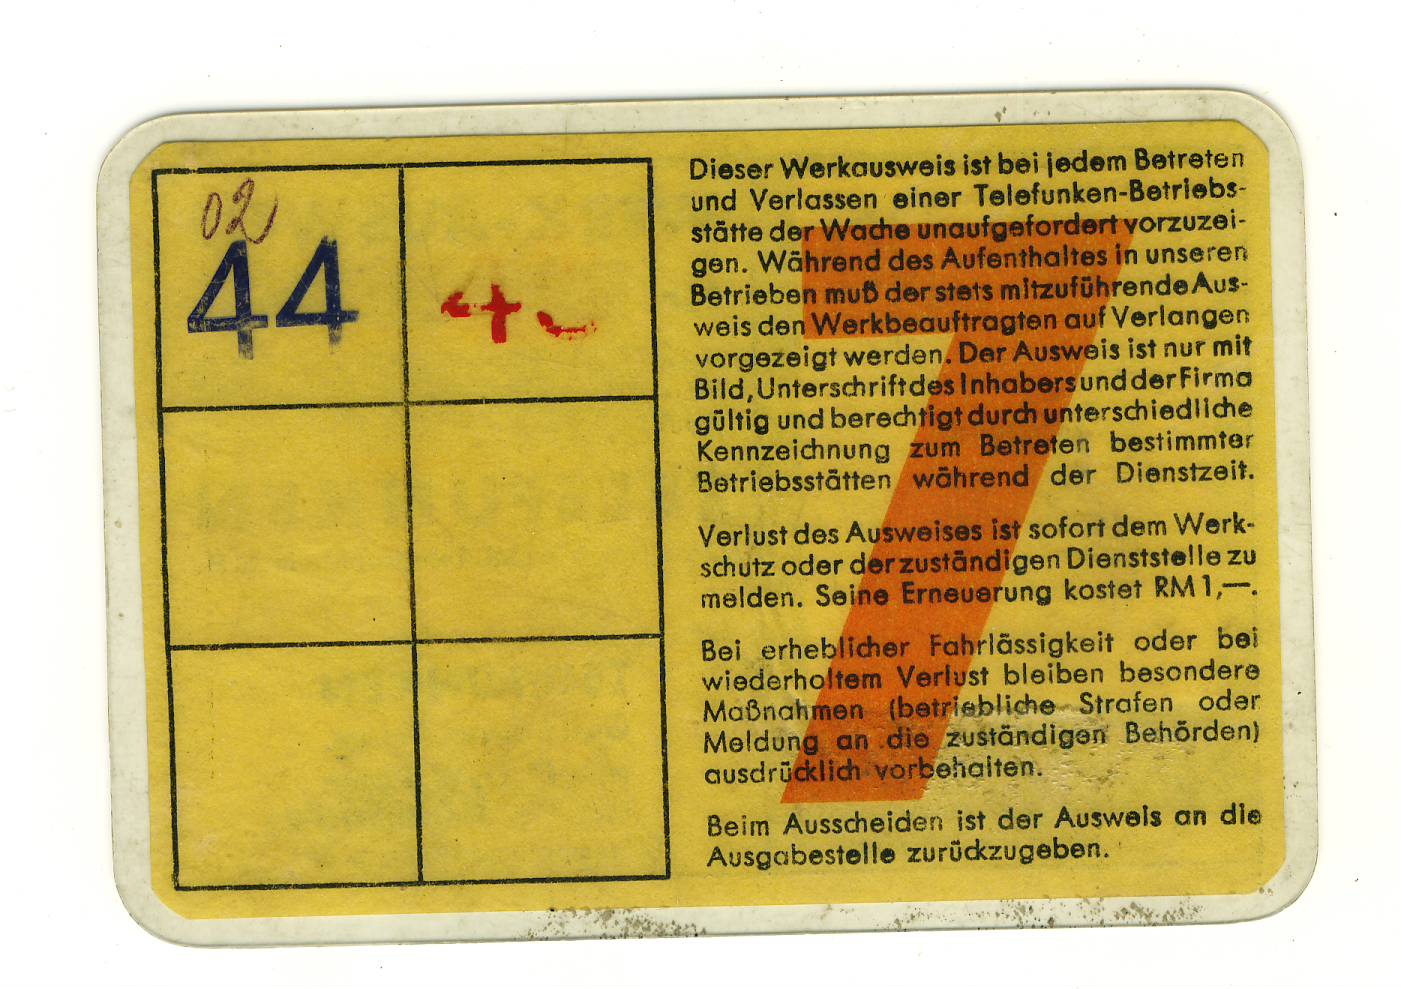 02
44
Dieser Werkausweis ist bei jedem Betreten
und Verlassen einer Telefunken-Betriebs-
stätte der Wache unaufgefordert vorzuzei-
gen. Während des Aufenthaltes in unseren
Betrieben muß der stets mitzuführende Aus-
weis den Werkbeauftragten auf Verlangen
vorgezeigt werden. Der Ausweis ist nur mit
Bild, Unterschrift des Inhabers und der Firma
gültig und berechtigt durch unterschiedliche
Kennzeichnung zum Betreten bestimmter
Betriebsstätten während der Dienstzeit.
Verlust des Ausweises ist sofort dem Werk-
schutz oder der zuständigen Dienststelle zu
melden. Seine Erneuerung kostet RM 1,—.
Bei erheblicher Fahrlässigkeit oder bei
wiederholtem Verlust bleiben besondere
Maßnahmen (betriebliche Strafen oder
Meldung an die zuständigen Behörden)
ausdrücklich vorbehalten.
Beim Ausscheiden ist der Ausweis an die
Ausgabestelle zurückzugeben.
7